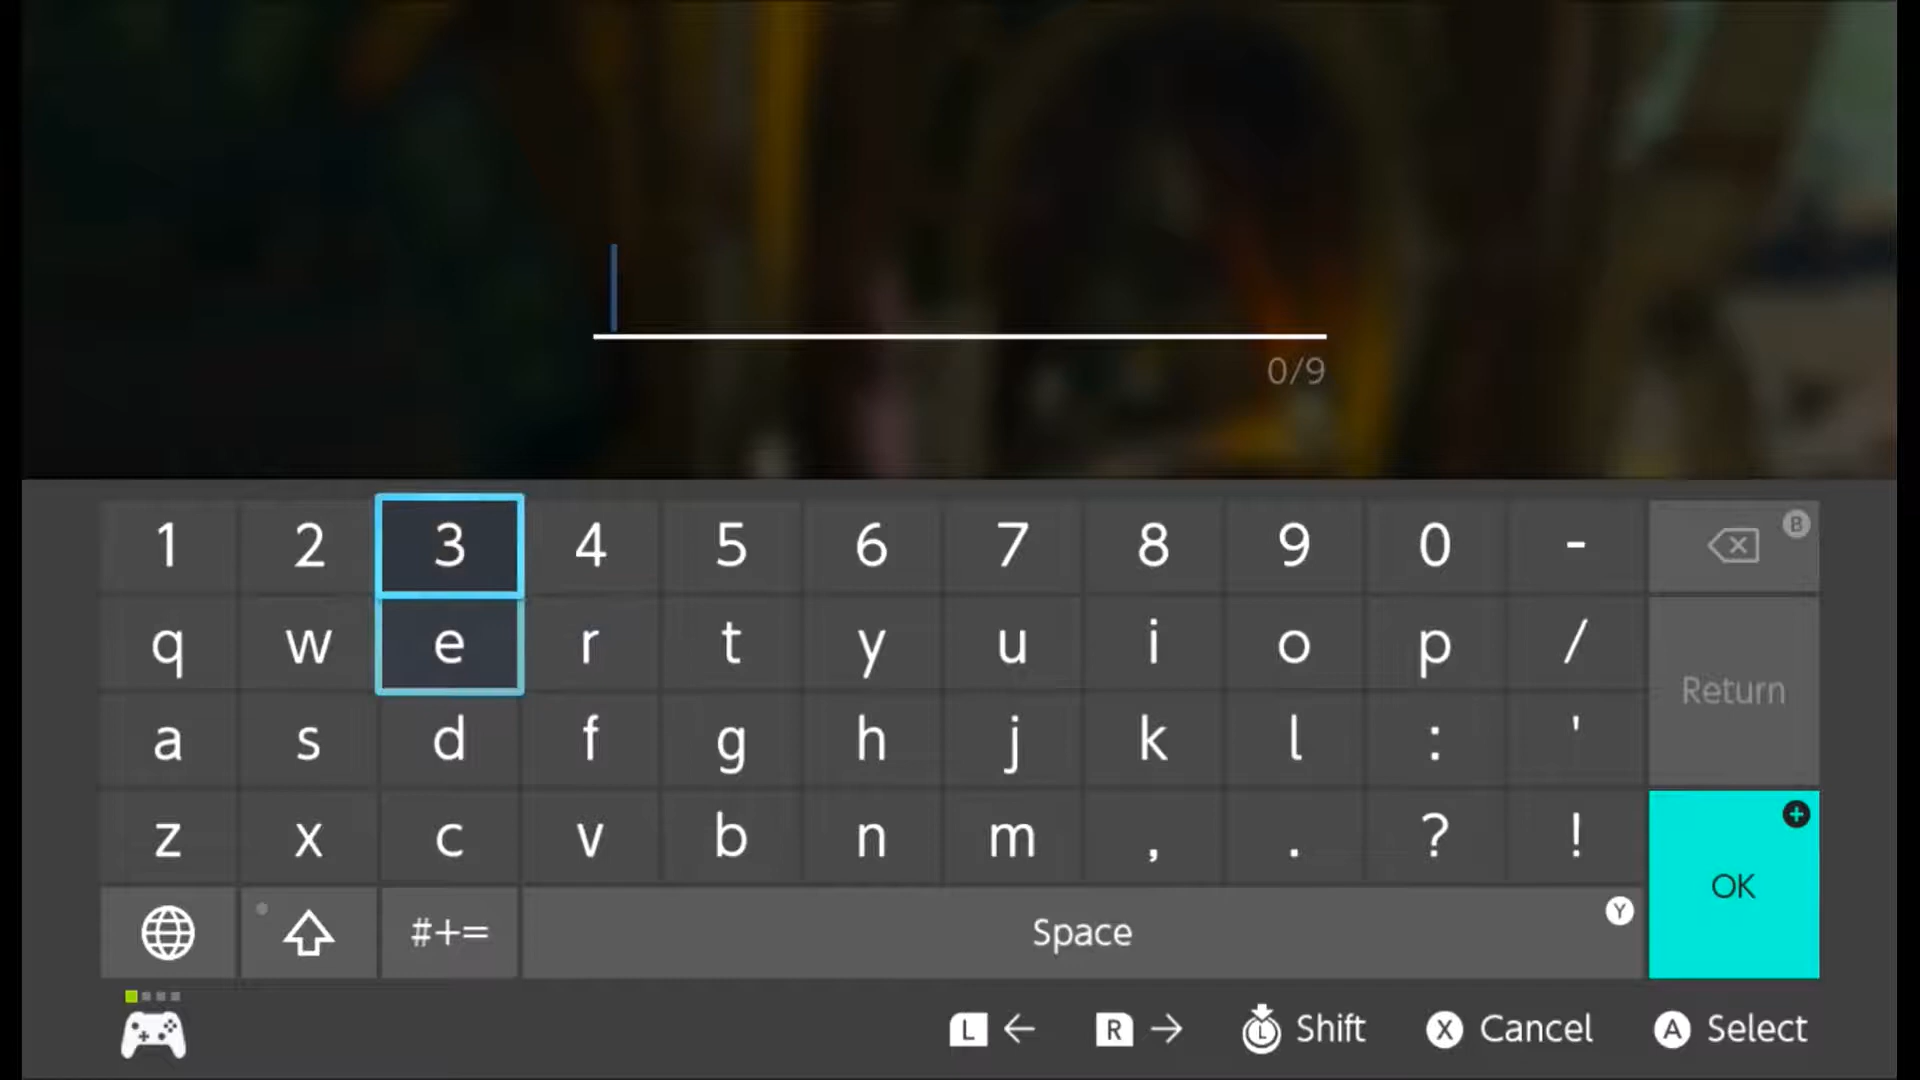 0/9
1 2 3 4 5 6 7 8 9 0 - B
q w e r t y u i o p / Return
a s d f g h j k l : '
z x c v b n m , . ? ! + OK
#+= Space Y
L ← R → L Shift X Cancel A Select